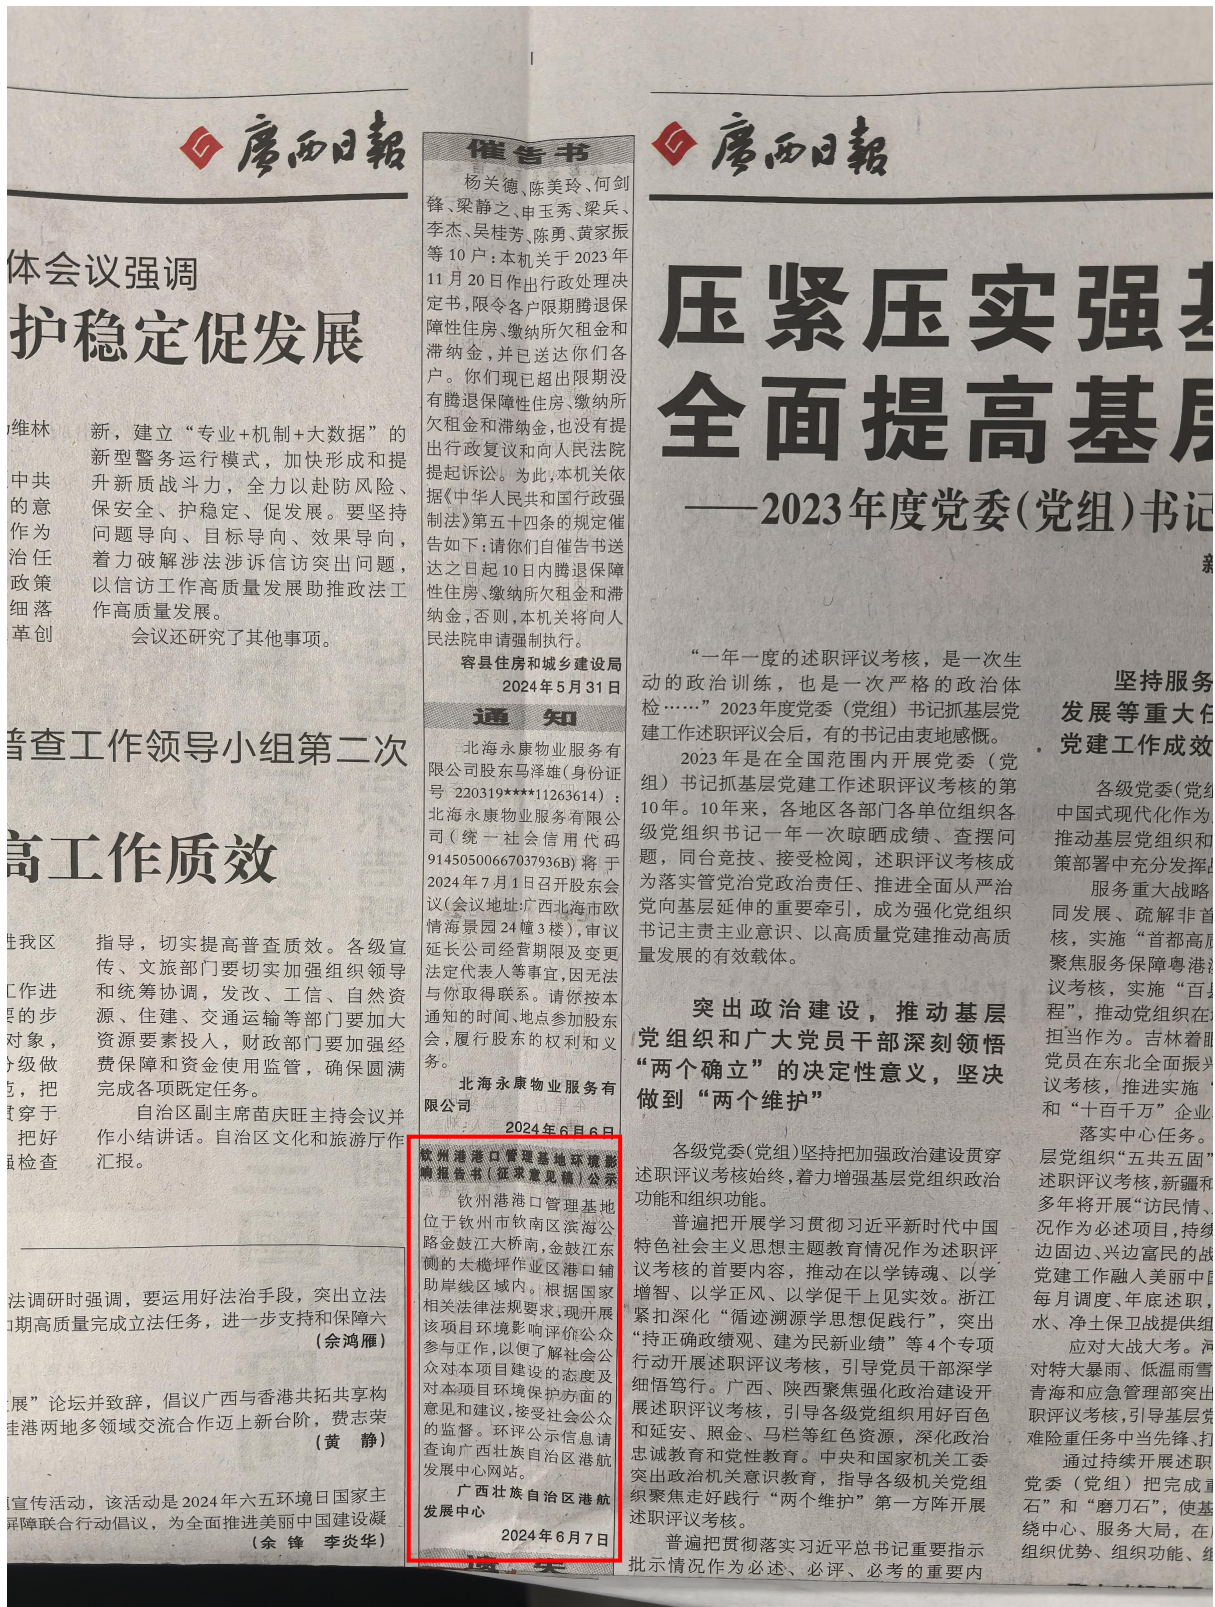 廣西日報
体会议强调
护稳定促发展
维林
中共
的意
作为
治任
政策
细落
革创
新，建立“专业+机制+大数据”的
新型警务运行模式，加快形成和提
升新质战斗力，全力以赴防风险、
保安全、护稳定、促发展。要坚持
问题导向、目标导向、效果导向，
着力破解涉法涉诉信访突出问题，
以信访工作高质量发展助推政法工
作高质量发展。
会议还研究了其他事项。
普查工作领导小组第二次
高工作质效
进我区
工作进
要的步
对象，
分级做
，把
贯穿于
把好
强检查
指导，切实提高普查质效。各级宣
传、文旅部门要切实加强组织领导
和统筹协调，发改、工信、自然资
源、住建、交通运输等部门要加大
资源要素投入，财政部门要加强经
费保障和资金使用监管，确保圆满
完成各项既定任务。
自治区副主席苗庆旺主持会议并
作小结讲话。自治区文化和旅游厅作
汇报。
法调研时强调，要运用好法治手段，突出立法
期高质量完成立法任务，进一步支持和保障六
（余鸿雁）
展”论坛并致辞，倡议广西与香港共拓共享构
桂港两地多领域交流合作迈上新台阶，费志荣
（黄 静）
宣传活动，该活动是2024年六五环境日国家主
屏障联合行动倡议，为全面推进美丽中国建设凝
（余 锋 李炎华）
催告书
杨关德、陈美玲、何剑
锋、梁静之、申玉秀、梁兵、
李杰、吴桂芳、陈勇、黄家振
等10户：本机关于2023年
11月20日作出行政处理决
定书，限令各户限期腾退保
障性住房、缴纳所欠租金和
滞纳金，并已送达你们各
户。你们现已超出限期没
有腾退保障性住房、缴纳所
欠租金和滞纳金，也没有提
出行政复议和向人民法院
提起诉讼。为此，本机关依
据《中华人民共和国行政强
制法》第五十四条的规定催
告如下：请你们自催告书送
达之日起10日内腾退保障
性住房、缴纳所欠租金和滞
纳金，否则，本机关将向人
民法院申请强制执行。
容县住房和城乡建设局
2024年5月31日
通知
北海永康物业服务有
限公司股东马泽雄（身份证
号220319****11263614）：
北海永康物业服务有限公
司（统一社会信用代码
91450500667037936B）将于
2024年7月1日召开股东会
议（会议地址：广西北海市欧
情海景园24幢3楼），审议
延长公司经营期限及变更
法定代表人等事宜，因无法
与你取得联系。请你按本
通知的时间、地点参加股东
会，履行股东的权利和义
务。
北海永康物业服务有
限公司
2024年6月6日
钦州港港口管理基地环境影
响报告书（征求意见稿）公示
钦州港港口管理基地
位于钦州市钦南区滨海公
路金鼓江大桥南，金鼓江东
侧的大榄坪作业区港口辅
助岸线区域内。根据国家
相关法律法规要求，现开展
该项目环境影响评价公众
参与工作，以便了解社会公
众对本项目建设的态度及
对本项目环境保护方面的
意见和建议，接受社会公众
的监督。环评公示信息请
查询广西壮族自治区港航
发展中心网站。
广西壮族自治区港航
发展中心
2024年6月7日
遗失
廣西日報
压紧压实强基
全面提高基层
——2023年度党委（党组）书记
新
“一年一度的述职评议考核，是一次生
动的政治训练，也是一次严格的政治体
检……”2023年度党委（党组）书记抓基层党
建工作述职评议会后，有的书记由衷地感慨。
2023年是在全国范围内开展党委（党
组）书记抓基层党建工作述职评议考核的第
10年。10年来，各地区各部门各单位组织各
级党组织书记一年一次晾晒成绩、查摆问
题，同台竞技、接受检阅，述职评议考核成
为落实管党治党政治责任、推进全面从严治
党向基层延伸的重要牵引，成为强化党组织
书记主责主业意识、以高质量党建推动高质
量发展的有效载体。
突出政治建设，推动基层
党组织和广大党员干部深刻领悟
“两个确立”的决定性意义，坚决
做到“两个维护”
各级党委（党组）坚持把加强政治建设贯穿
述职评议考核始终，着力增强基层党组织政治
功能和组织功能。
普遍把开展学习贯彻习近平新时代中国
特色社会主义思想主题教育情况作为述职评
议考核的首要内容，推动在以学铸魂、以学
增智、以学正风、以学促干上见实效。浙江
紧扣深化“循迹溯源学思想促践行”，突出
“持正确政绩观、建为民新业绩”等4个专项
行动开展述职评议考核，引导党员干部深学
细悟笃行。广西、陕西聚焦强化政治建设开
展述职评议考核，引导各级党组织用好百色
和延安、照金、马栏等红色资源，深化政治
忠诚教育和党性教育。中央和国家机关工委
突出政治机关意识教育，指导各级机关党组
织聚焦走好践行“两个维护”第一方阵开展
述职评议考核。
普遍把贯彻落实习近平总书记重要指示
批示情况作为必述、必评、必考的重要内
坚持服务
发展等重大任
党建工作成效
各级党委（党组
中国式现代化作为
推动基层党组织和
策部署中充分发挥战
服务重大战略
同发展、疏解非首
核，实施“首都高质
聚焦服务保障粤港澳
议考核，实施“百县
程”，推动党组织在城
担当作为。吉林着眼
党员在东北全面振兴
议考核，推进实施“
和“十百千万”企业
落实中心任务。
层党组织“五共五固”
述职评议考核，新疆和
多年将开展“访民情、
况作为必述项目，持续
边固边、兴边富民的战
党建工作融入美丽中国
每月调度、年底述职，
水、净土保卫战提供组
应对大战大考。河
对特大暴雨、低温雨雪
青海和应急管理部突出
职评议考核，引导基层党
难险重任务中当先锋、打
通过持续开展述职
党委（党组）把完成重
石”和“磨刀石”，使基
绕中心、服务大局，在
组织优势、组织功能、组